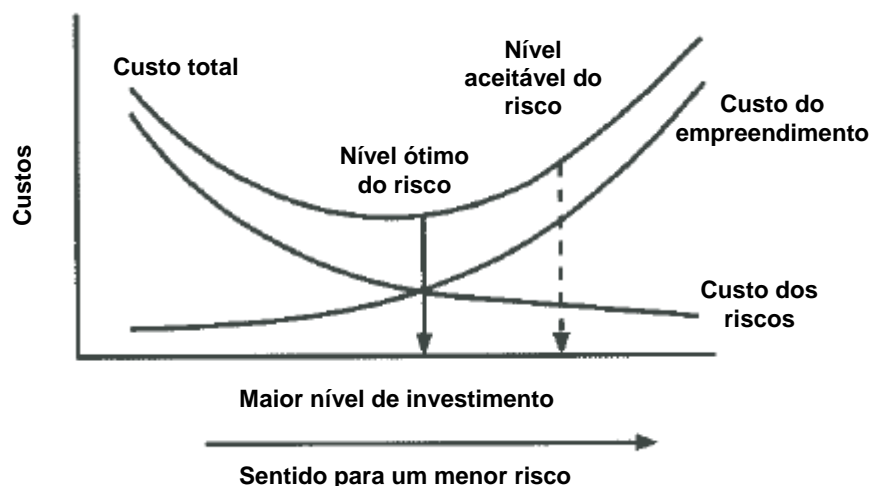 Custo total
Nível
aceitável do
risco
Custo do
empreendimento
Nível ótimo
do risco
Custos
Custo dos
riscos
Maior nível de investimento
Sentido para um menor risco